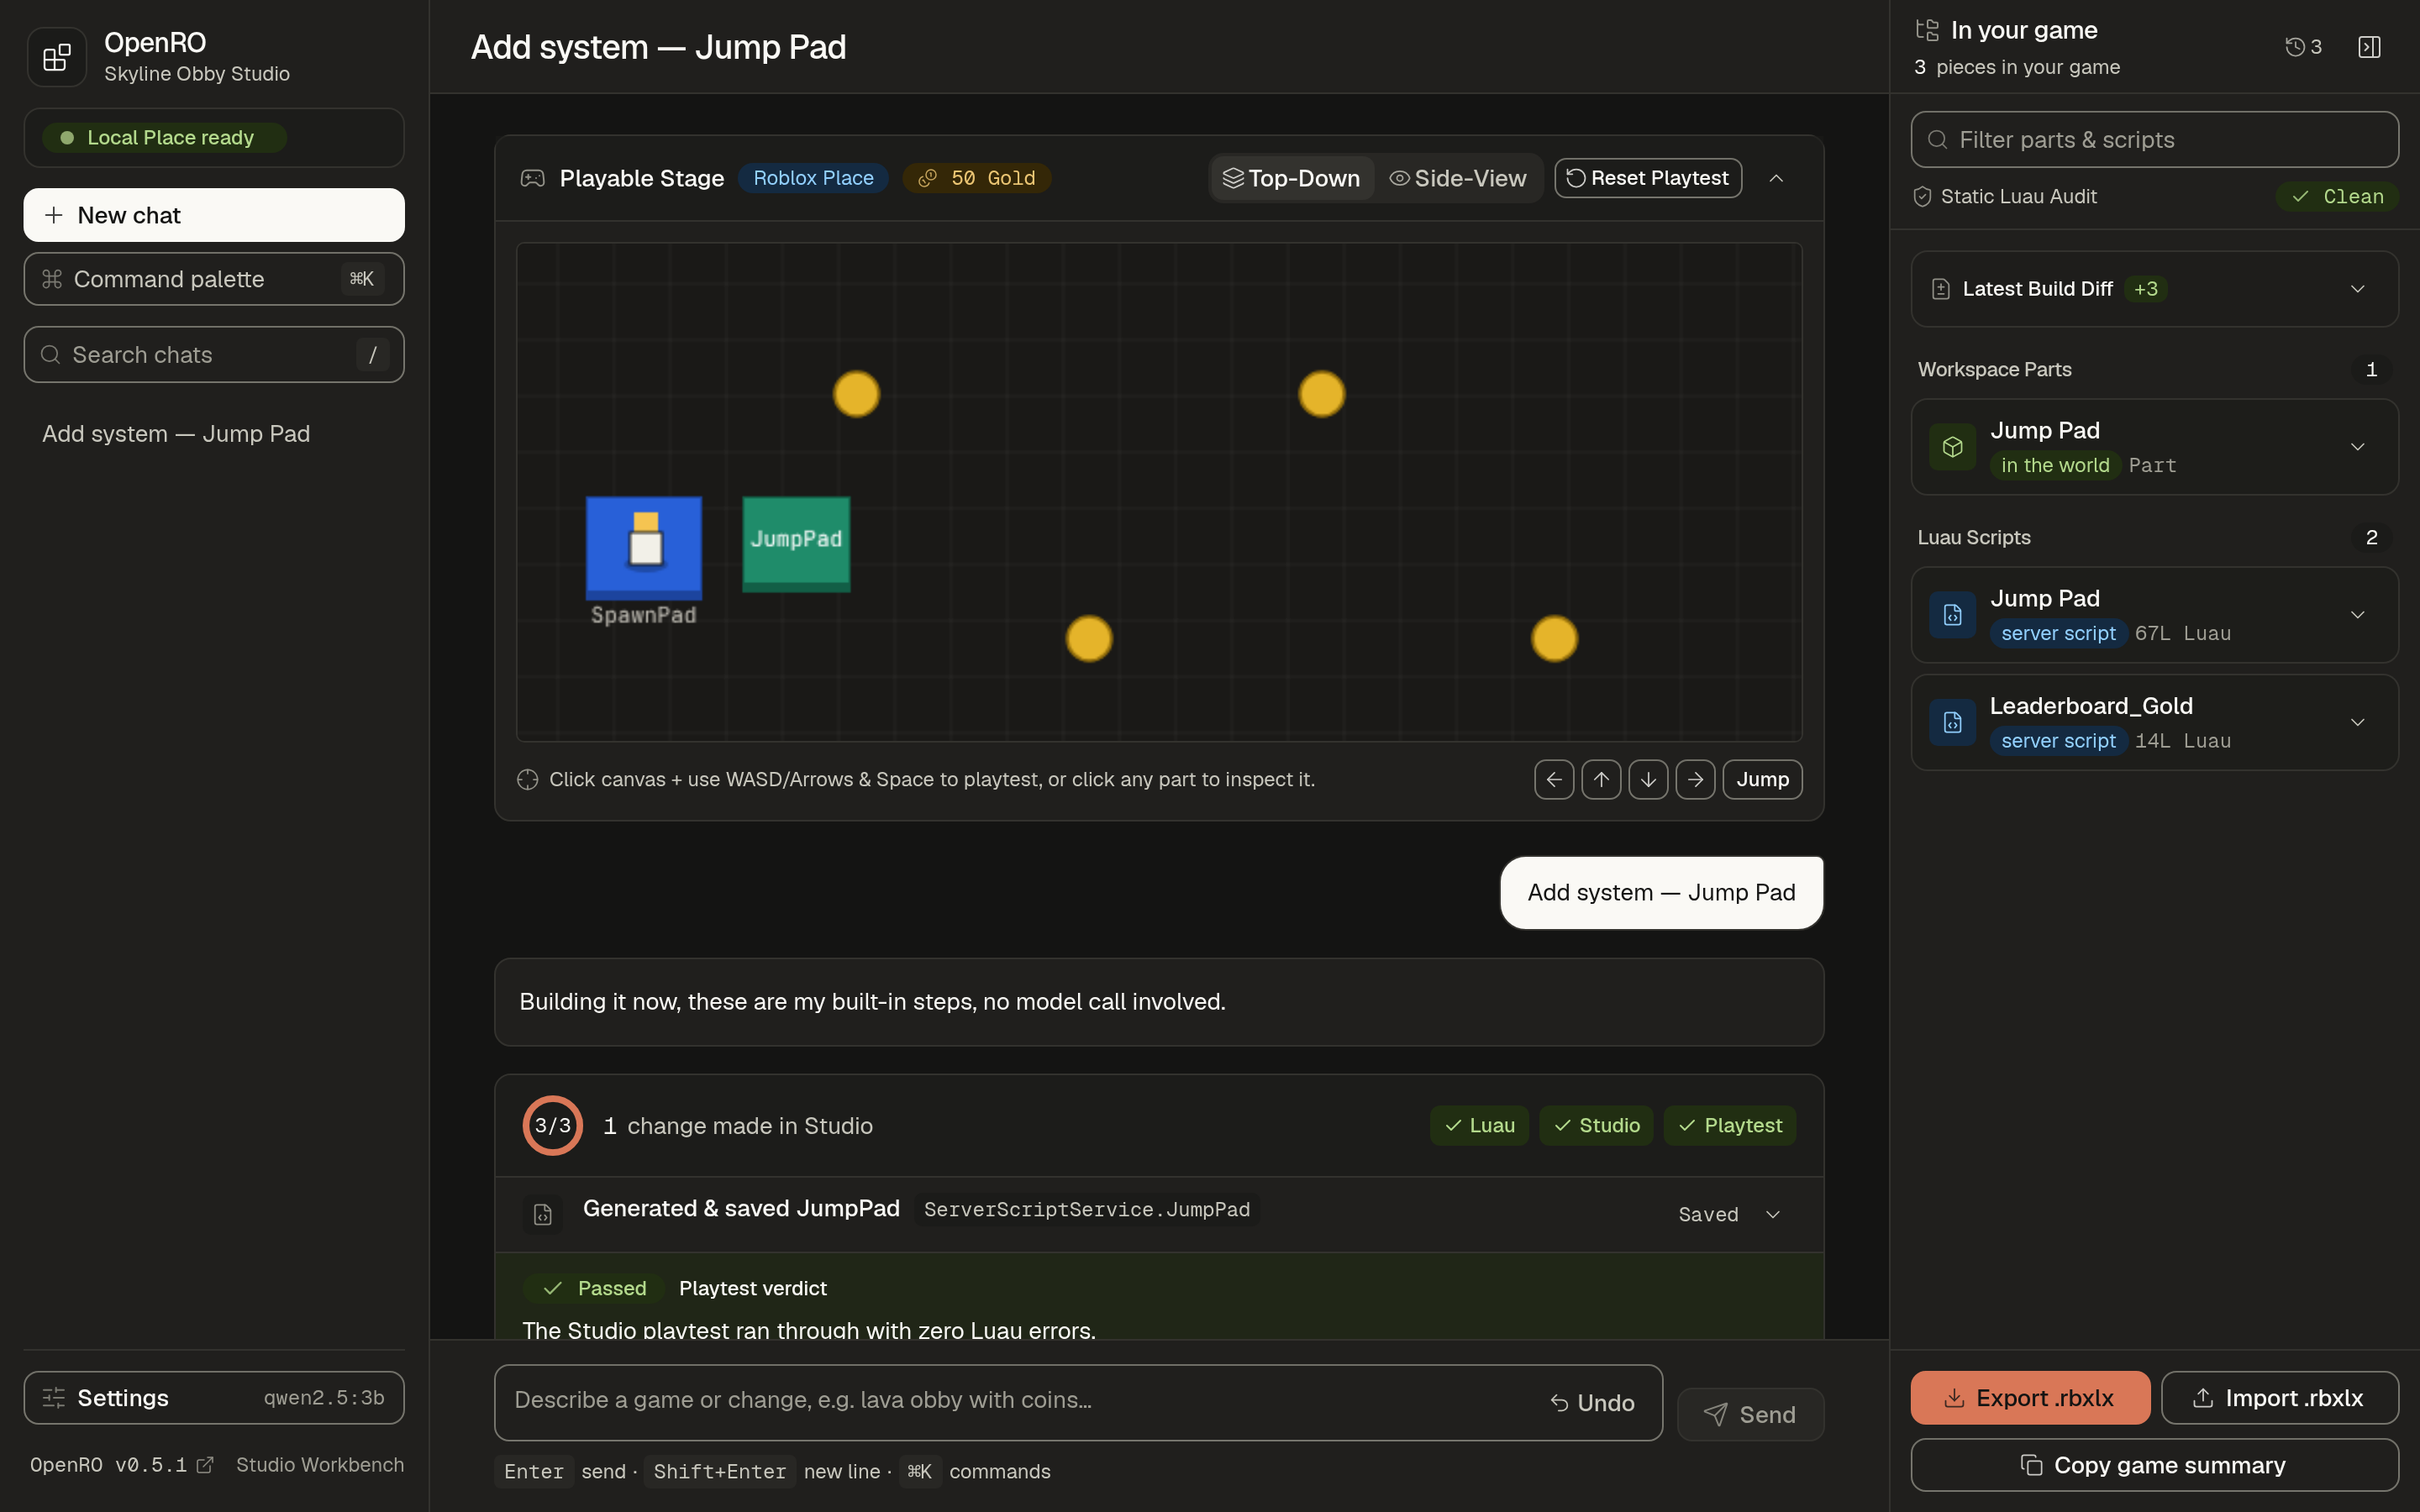 OpenRO
Skyline Obby Studio
Local Place ready
New chat
Command palette ⌘K
Search chats /
Add system — Jump Pad
Settings qwen2.5:3b
OpenRO v0.5.1 Studio Workbench
Add system — Jump Pad
Playable Stage Roblox Place 50 Gold Top-Down Side-View Reset Playtest
JumpPad
SpawnPad
Click canvas + use WASD/Arrows & Space to playtest, or click any part to inspect it. Jump
Add system — Jump Pad
Building it now, these are my built-in steps, no model call involved.
3/3 1 change made in Studio Luau Studio Playtest
Generated & saved JumpPad ServerScriptService.JumpPad Saved
Passed Playtest verdict
The Studio playtest ran through with zero Luau errors.
Describe a game or change, e.g. lava obby with coins... Undo Send
Enter send · Shift+Enter new line · ⌘K commands
In your game 3
3 pieces in your game
Filter parts & scripts
Static Luau Audit Clean
Latest Build Diff +3
Workspace Parts 1
Jump Pad
in the world Part
Luau Scripts 2
Jump Pad
server script 67L Luau
Leaderboard_Gold
server script 14L Luau
Export .rbxlx Import .rbxlx
Copy game summary